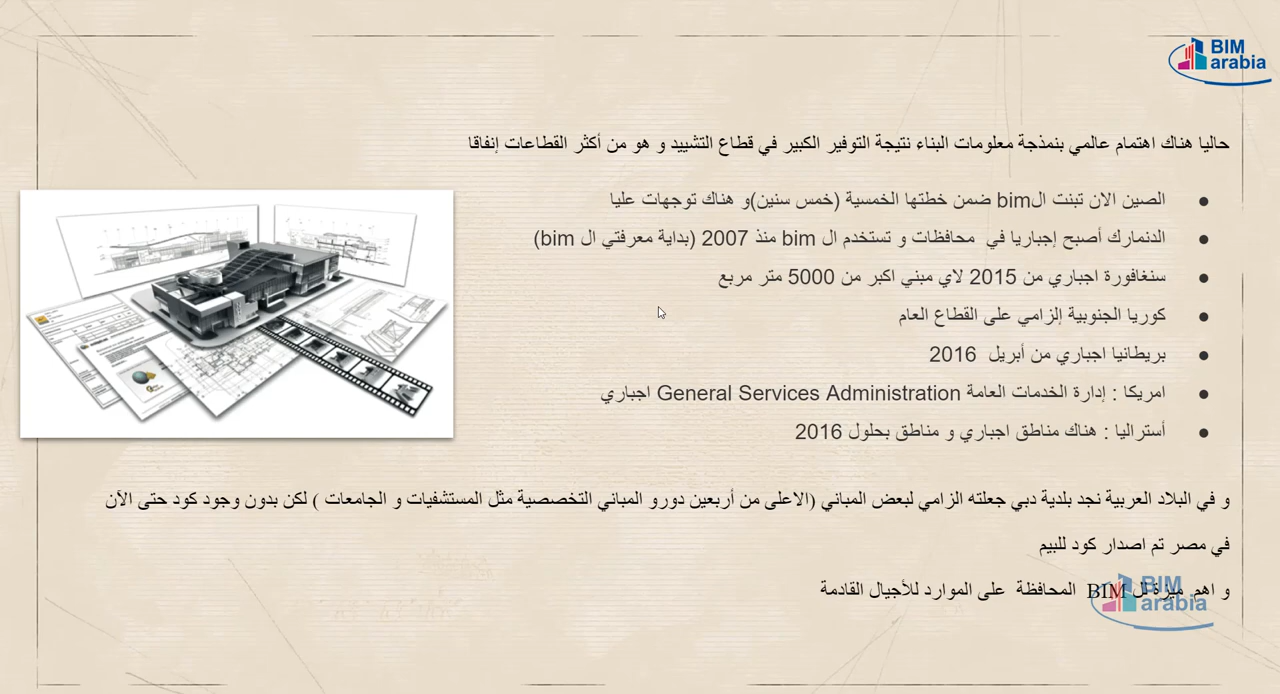 BIM
arabia
حاليا هناك اهتمام عالمي بنمذجة معلومات البناء نتيجة التوفير الكبير في قطاع التشييد و هو من أكثر القطاعات إنفاقا
● الصين الان تبنت الbim ضمن خطتها الخمسية (خمس سنين)و هناك توجهات عليا
● الدنمارك أصبح إجباريا في محافظات و تستخدم ال bim منذ 2007 (بداية معرفتي ال bim)
● سنغافورة اجباري من 2015 لاي مبني اكبر من 5000 متر مربع
● كوريا الجنوبية إلزامي على القطاع العام
● بريطانيا اجباري من أبريل 2016
● امريكا : إدارة الخدمات العامة General Services Administration اجباري
● أستراليا : هناك مناطق اجباري و مناطق بحلول 2016
و في البلاد العربية نجد بلدية دبي جعلته الزامي لبعض المباني (الاعلى من أربعين دورو المباني التخصصية مثل المستشفيات و الجامعات ) لكن بدون وجود كود حتى الآن
في مصر تم اصدار كود للبيم
و اهم ميزة لل BIM المحافظة على الموارد للأجيال القادمة
BIM
arabia